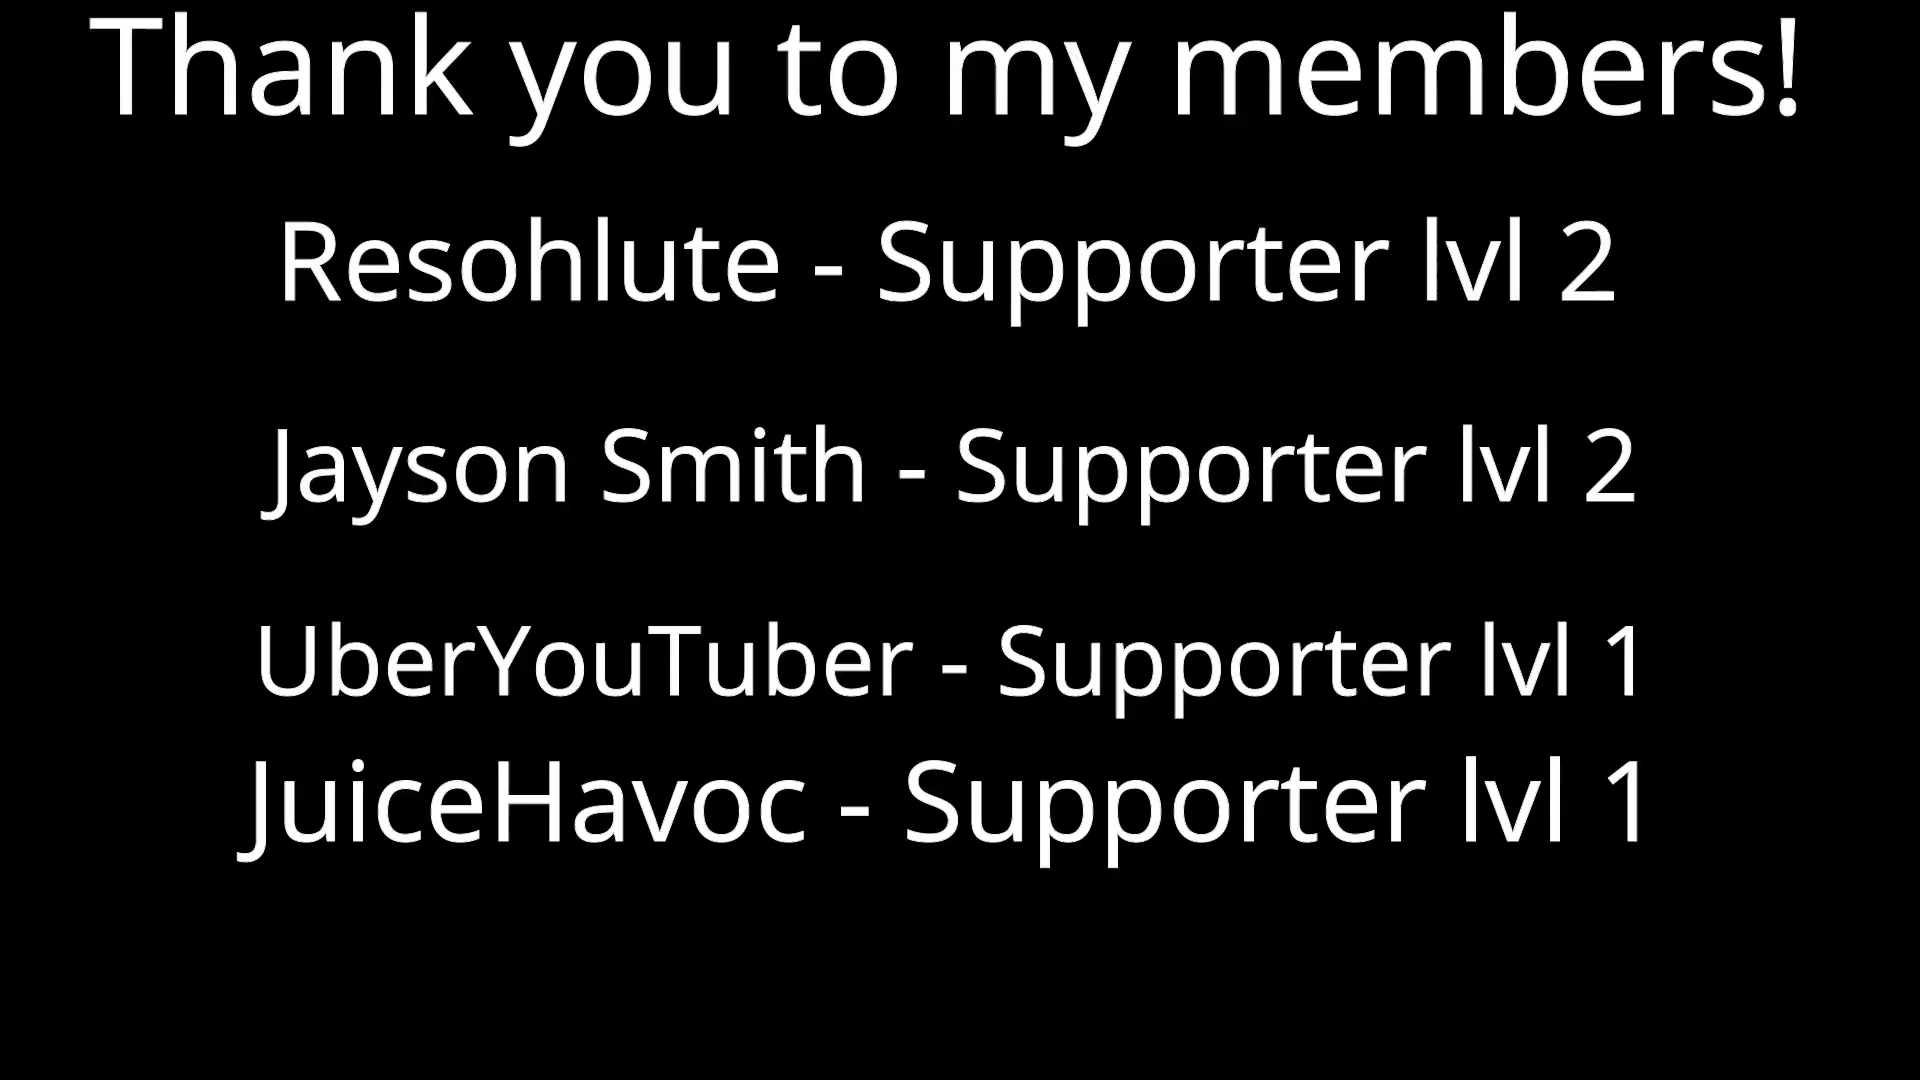 Thank you to my members!
Resohlute - Supporter lvl 2
Jayson Smith - Supporter lvl 2
UberYouTuber - Supporter lvl 1
JuiceHavoc - Supporter lvl 1